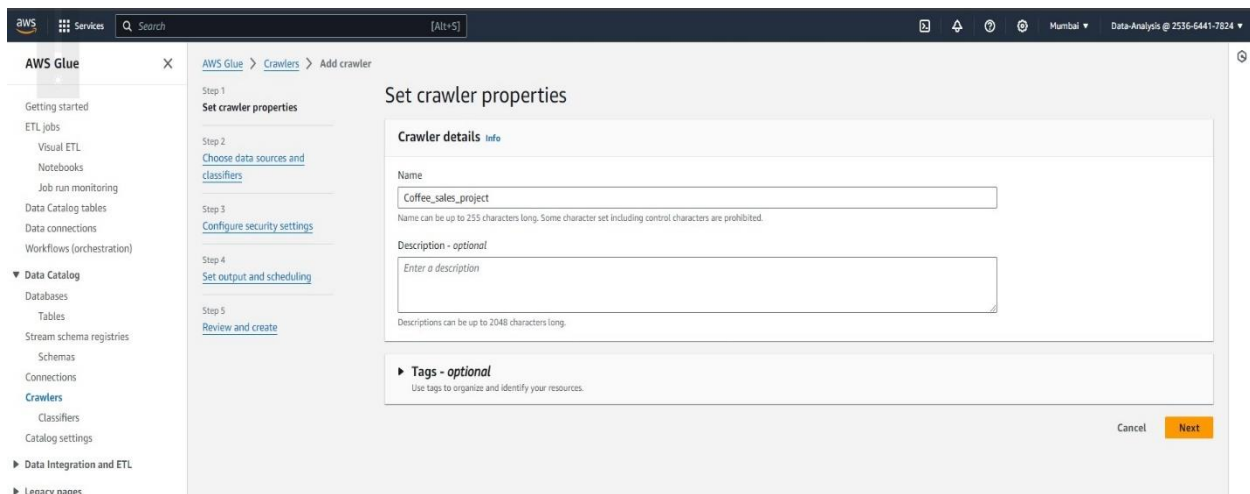 aws
Services
Search
[Alt+S]
Mumbai ▼
Data-Analysis @ 2536-6441-7824 ▼
AWS Glue
Getting started
ETL jobs
Visual ETL
Notebooks
Job run monitoring
Data Catalog tables
Data connections
Workflows (orchestration)
▼ Data Catalog
Databases
Tables
Stream schema registries
Schemas
Connections
Crawlers
Classifiers
Catalog settings
▶ Data Integration and ETL
▶ Legacy pages
AWS Glue > Crawlers > Add crawler
Step 1
Set crawler properties
Step 2
Choose data sources and
classifiers
Step 3
Configure security settings
Step 4
Set output and scheduling
Step 5
Review and create
Set crawler properties
Crawler details Info
Name
Coffee_sales_project
Name can be up to 255 characters long. Some character set including control characters are prohibited.
Description - optional
Enter a description
Descriptions can be up to 2048 characters long.
▶ Tags - optional
Use tags to organize and identify your resources.
Cancel
Next